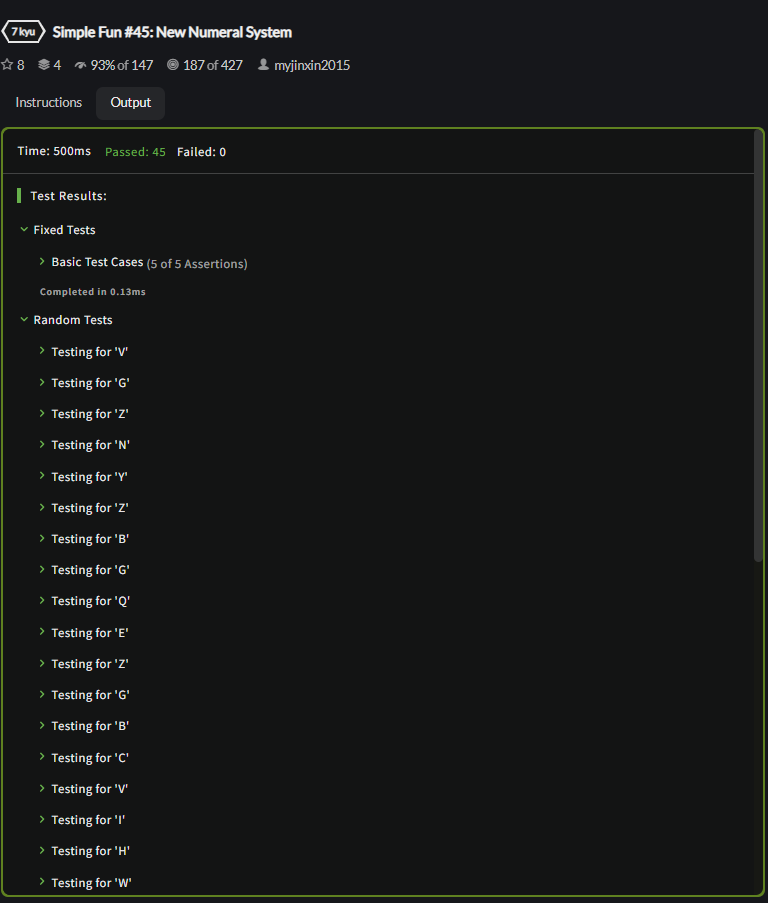 7 kyu Simple Fun #45: New Numeral System
8 4 93% of 147 187 of 427 myjinxin2015
Instructions Output
Time: 500ms Passed: 45 Failed: 0
Test Results:
Fixed Tests
Basic Test Cases (5 of 5 Assertions)
Completed in 0.13ms
Random Tests
Testing for 'V'
Testing for 'G'
Testing for 'Z'
Testing for 'N'
Testing for 'Y'
Testing for 'Z'
Testing for 'B'
Testing for 'G'
Testing for 'Q'
Testing for 'E'
Testing for 'Z'
Testing for 'G'
Testing for 'B'
Testing for 'C'
Testing for 'V'
Testing for 'I'
Testing for 'H'
Testing for 'W'